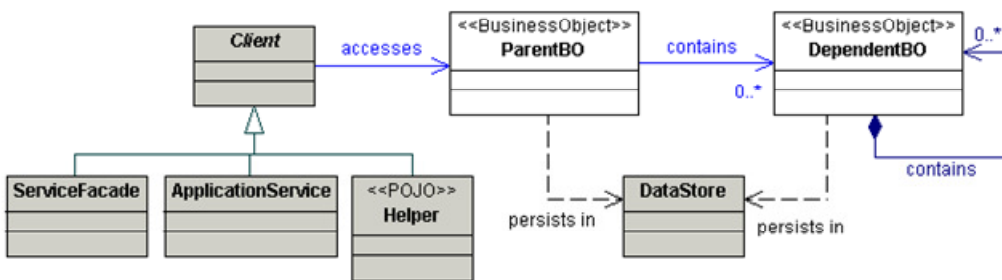 Client
accesses
<<BusinessObject>>
ParentBO
contains
0..*
<<BusinessObject>>
DependentBO
0..*
contains
ServiceFacade
ApplicationService
<<POJO>>
Helper
persists in
DataStore
persists in